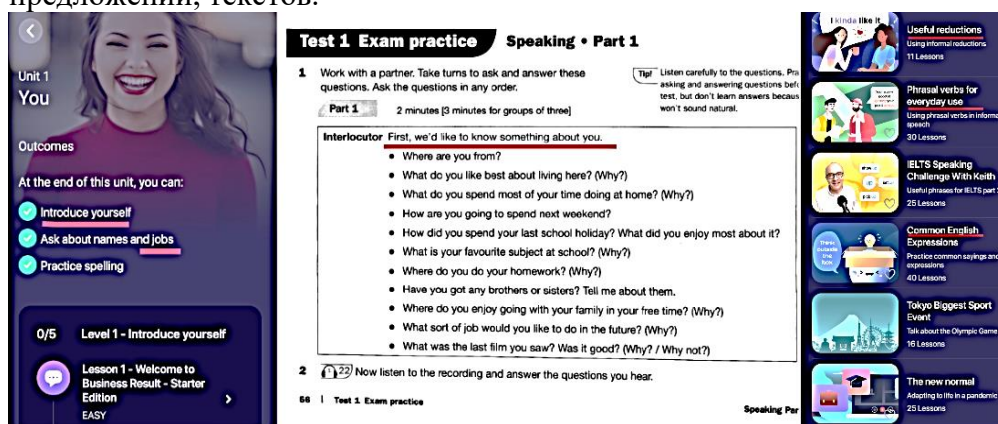 предложений, текстов.
Unit 1
You
Outcomes
At the end of this unit, you can:
Introduce yourself
Ask about names and jobs
Practice spelling
0/5 Level 1 - Introduce yourself
Lesson 1 - Welcome to
Business Result - Starter
Edition
EASY
Test 1 Exam practice Speaking • Part 1
1 Work with a partner. Take turns to ask and answer these
questions. Ask the questions in any order.
Tip! Listen carefully to the questions. Pra
asking and answering questions befo
test, but don't learn answers becaus
won't sound natural.
Part 1 2 minutes [3 minutes for groups of three]
Interlocutor First, we'd like to know something about you.
• Where are you from?
• What do you like best about living here? (Why?)
• What do you spend most of your time doing at home? (Why?)
• How are you going to spend next weekend?
• How did you spend your last school holiday? What did you enjoy most about it?
• What is your favourite subject at school? (Why?)
• Where do you do your homework? (Why?)
• Have you got any brothers or sisters? Tell me about them.
• Where do you enjoy going with your family in your free time? (Why?)
• What sort of job would you like to do in the future? (Why?)
• What was the last film you saw? Was it good? (Why? / Why not?)
2 22 Now listen to the recording and answer the questions you hear.
56 | Test 1 Exam practice
Speaking Par
I kinda like it
Useful reductions
Using informal reductions
11 Lessons
Phrasal verbs for
everyday use
Using phrasal verbs in informa
speech
30 Lessons
IELTS Speaking
Challenge With Keith
Useful phrases for IELTS part
25 Lessons
Think
outside
the
box
Common English
Expressions
Practice common sayings and
expressions
40 Lessons
Tokyo Biggest Sport
Event
Talk about the Olympic Game
16 Lessons
The new normal
Adapting to life in a pandemic
25 Lessons